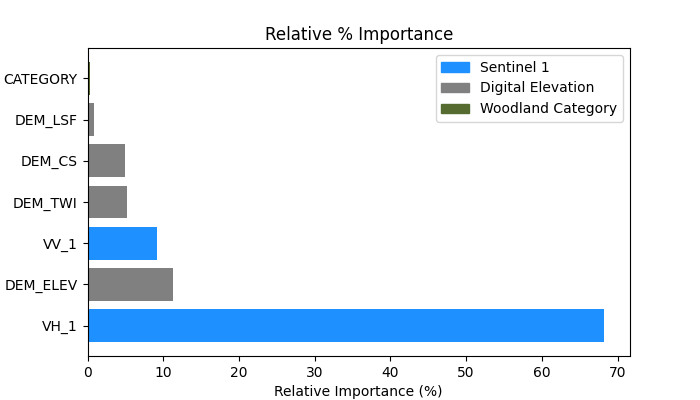 Relative % Importance
Sentinel 1
Digital Elevation
Woodland Category
CATEGORY
DEM_LSF
DEM_CS
DEM_TWI
VV_1
DEM_ELEV
VH_1
0 10 20 30 40 50 60 70
Relative Importance (%)